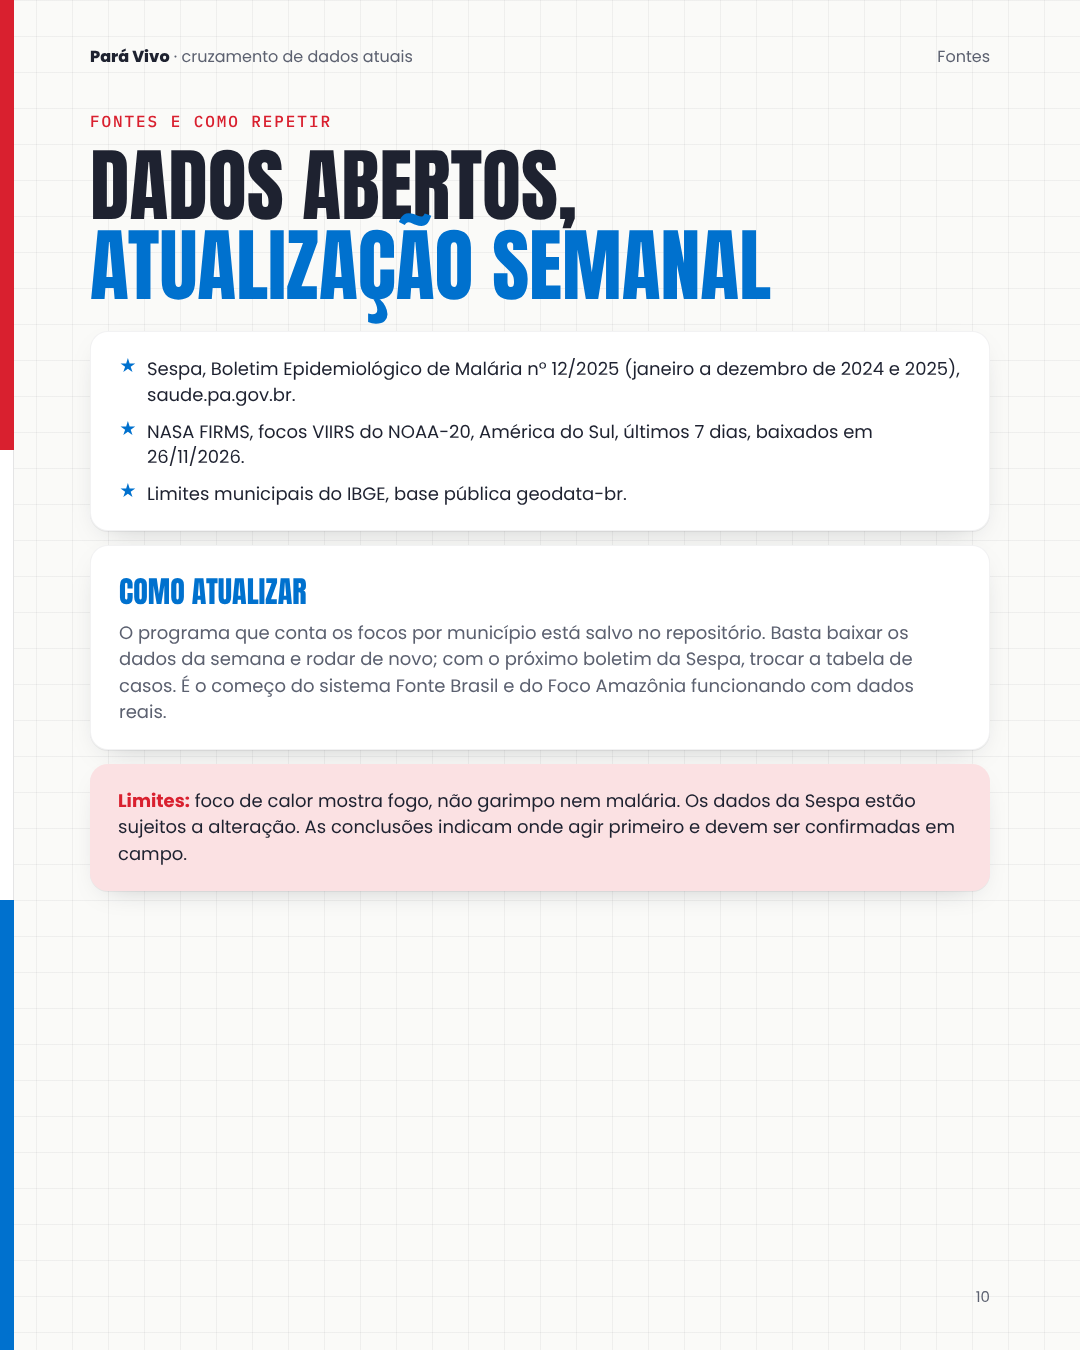 Pará Vivo · cruzamento de dados atuais
Fontes
FONTES E COMO REPETIR
DADOS ABERTOS,
ATUALIZAÇÃO SEMANAL
★ Sespa, Boletim Epidemiológico de Malária nº 12/2025 (janeiro a dezembro de 2024 e 2025),
saude.pa.gov.br.
★ NASA FIRMS, focos VIIRS do NOAA-20, América do Sul, últimos 7 dias, baixados em
26/11/2026.
★ Limites municipais do IBGE, base pública geodata-br.
COMO ATUALIZAR
O programa que conta os focos por município está salvo no repositório. Basta baixar os
dados da semana e rodar de novo; com o próximo boletim da Sespa, trocar a tabela de
casos. É o começo do sistema Fonte Brasil e do Foco Amazônia funcionando com dados
reais.
Limites: foco de calor mostra fogo, não garimpo nem malária. Os dados da Sespa estão
sujeitos a alteração. As conclusões indicam onde agir primeiro e devem ser confirmadas em
campo.
10